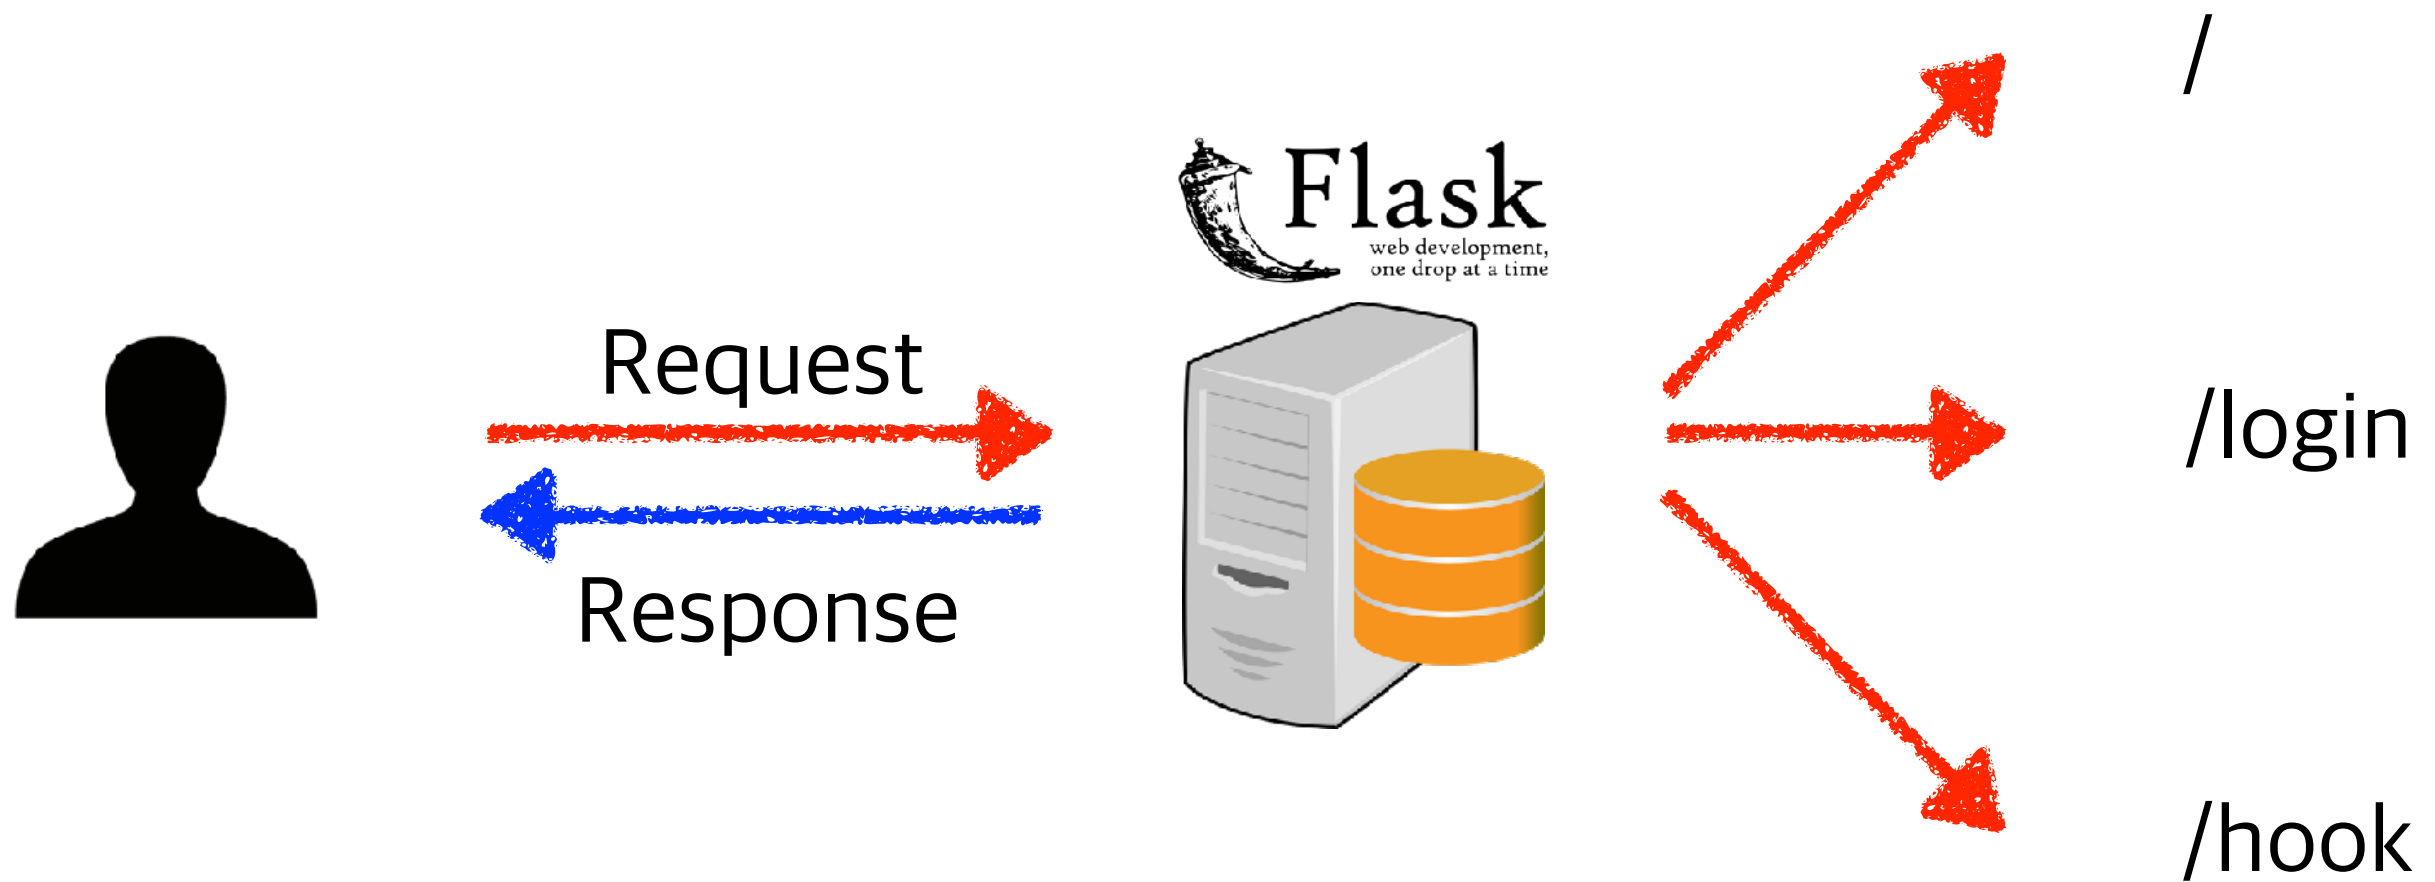 /
Flask
web development,
one drop at a time
Request
/login
Response
/hook